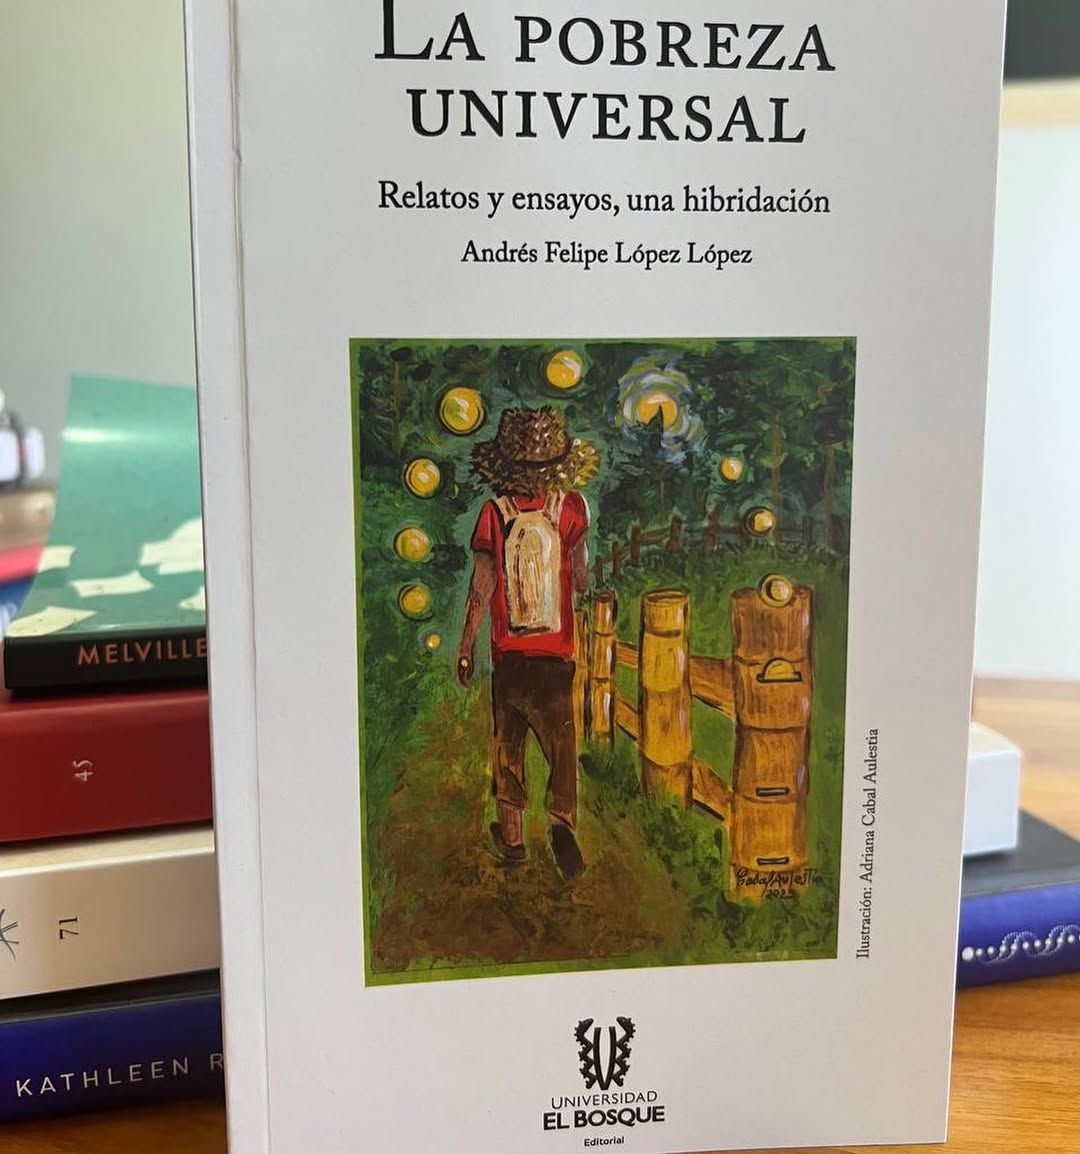 LA POBREZA
UNIVERSAL
Relatos y ensayos, una hibridación
Andrés Felipe López López
Cabal Aulestia
/2023
Ilustración: Adriana Cabal Aulestia
UNIVERSIDAD
EL BOSQUE
Editorial
MELVILLE
45
71
KATHLEEN R